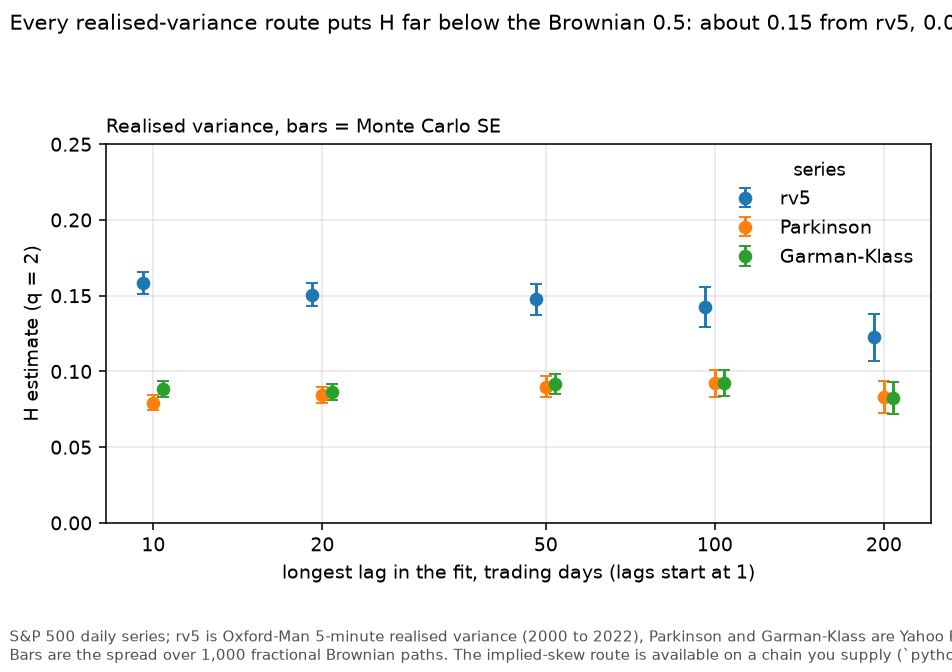 Every realised-variance route puts H far below the Brownian 0.5: about 0.15 from rv5, 0.0
Realised variance, bars = Monte Carlo SE
0.25
0.20
0.15
0.10
0.05
0.00
H estimate (q = 2)
series
rv5
Parkinson
Garman-Klass
10 20 50 100 200
longest lag in the fit, trading days (lags start at 1)
S&P 500 daily series; rv5 is Oxford-Man 5-minute realised variance (2000 to 2022), Parkinson and Garman-Klass are Yahoo
Bars are the spread over 1,000 fractional Brownian paths. The implied-skew route is available on a chain you supply (`pyth